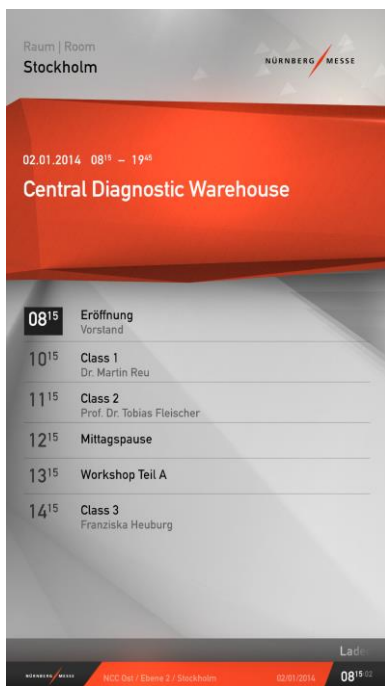 Raum | Room
Stockholm
NÜRNBERG MESSE
02.01.2014 08¹⁵ – 19⁴⁵
Central Diagnostic Warehouse
08¹⁵ Eröffnung
Vorstand
10¹⁵ Class 1
Dr. Martin Reu
11¹⁵ Class 2
Prof. Dr. Tobias Fleischer
12¹⁵ Mittagspause
13¹⁵ Workshop Teil A
14¹⁵ Class 3
Franziska Heuburg
Lade
NÜRNBERG MESSE NCC Ost / Ebene 2 / Stockholm 02/01/2014 08¹⁵ 02